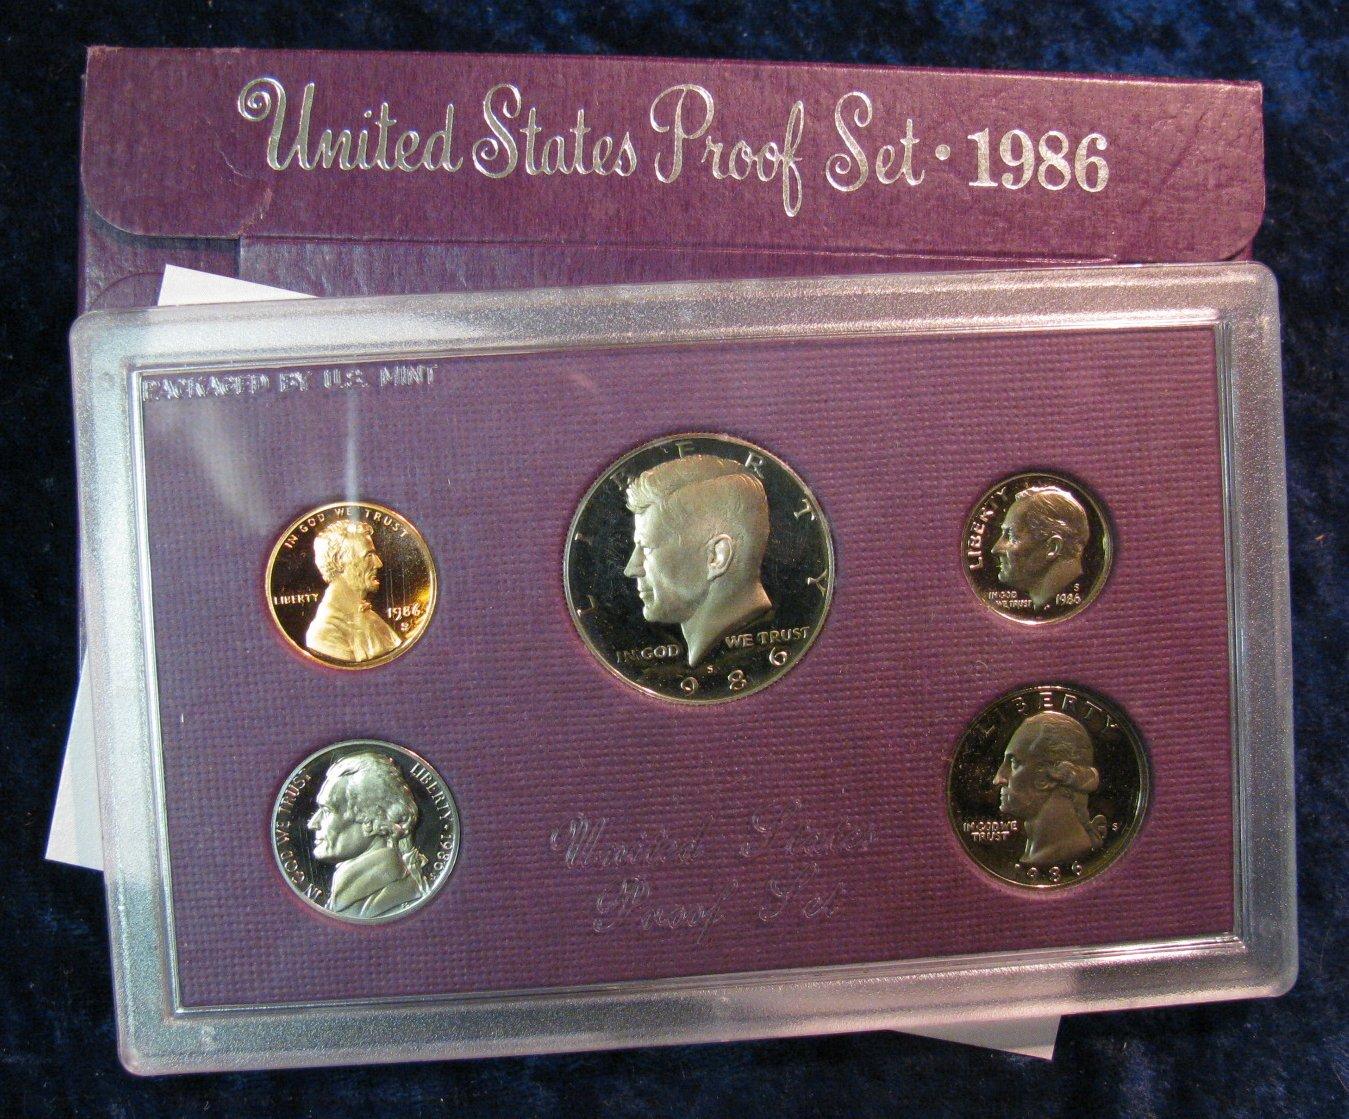 United States Proof Set · 1986
PACKAGED BY U.S. MINT
IN GOD WE TRUST
LIBERTY
1986
S
LIBERTY
IN GOD WE TRUST
S
1986
LIBERTY
IN GOD
WE TRUST
S
1986
IN GOD WE TRUST
LIBERTY · 1986
S
LIBERTY
IN GOD WE
TRUST
S
1986
United States
Proof Set